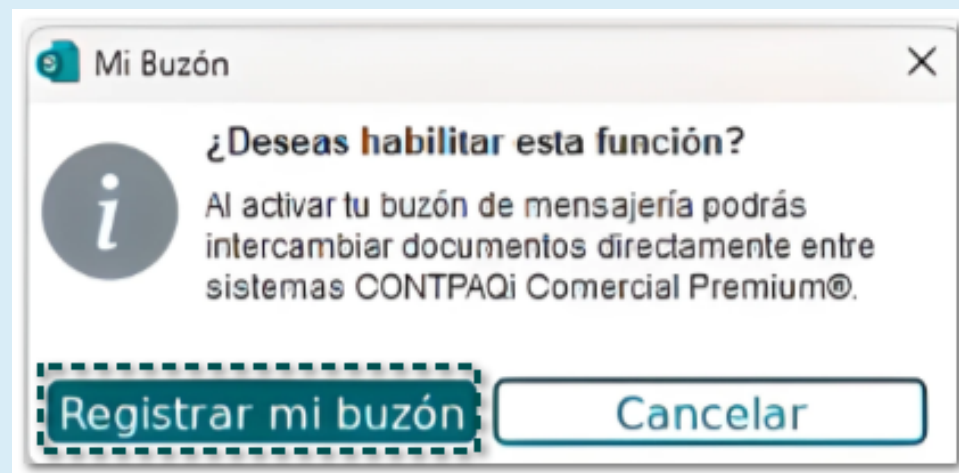 Mi Buzón
¿Deseas habilitar esta función?
Al activar tu buzón de mensajería podrás
intercambiar documentos directamente entre
sistemas CONTPAQi Comercial Premium®.
Registrar mi buzón
Cancelar